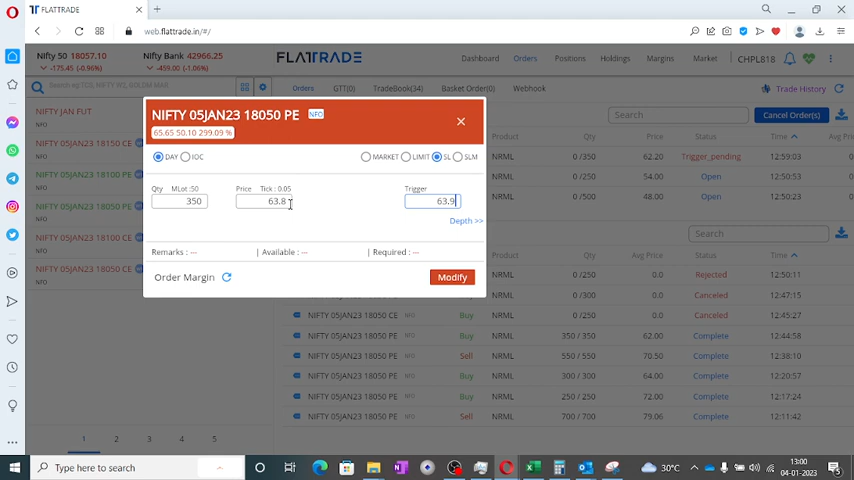 FLATTRADE
web.flattrade.in/#/
Nifty 50 18057.10
-175.45 (-0.96%)
Nifty Bank 42966.25
-459.00 (-1.06%)
FLATTRADE
Dashboard Orders Positions Holdings Margins Market CHPL818
Search eg:TCS, NIFTY W3, GOLDM MAR
Orders GTT(0) TradeBook(34) Basket Order(0) Webhook Trade History
NIFTY JAN FUT
NFO
NIFTY 05JAN23 18150 CE
NFO
NIFTY 05JAN23 18050 PE
NFO
NIFTY 05JAN23 18100 CE
NFO
NIFTY 05JAN23 18050 CE
NFO
1 2 3 4 5
NIFTY 05JAN23 18050 PE NFO
65.65 50.10 299.09 %
DAY IOC MARKET LIMIT SL SLM
Qty MLot :50 Price Tick : 0.05 Trigger
350 63.8 63.9
Depth >>
Remarks : --- | Available : --- | Required : ---
Order Margin Modify
Search Cancel Order(s)
Product Qty Price Status Time Avg Price
NRML 0 / 350 62.20 Trigger_pending 12:59:03
NRML 0 / 250 54.00 Open 12:50:53
NRML 0 / 500 48.00 Open 12:50:23
Search
Product Qty Avg Price Status Time
NRML 0 / 250 0.0 Rejected 12:50:11
NRML 0 / 300 0.0 Canceled 12:47:15
NIFTY 05JAN23 18050 CE NFO Buy NRML 0 / 250 0.0 Canceled 12:45:27
NIFTY 05JAN23 18050 PE NFO Buy NRML 350 / 350 62.00 Complete 12:44:58
NIFTY 05JAN23 18050 PE NFO Sell NRML 550 / 550 70.50 Complete 12:38:10
NIFTY 05JAN23 18050 PE NFO Buy NRML 300 / 300 64.00 Complete 12:20:57
NIFTY 05JAN23 18050 PE NFO Buy NRML 250 / 250 72.00 Complete 12:17:24
NIFTY 05JAN23 18050 PE NFO Sell NRML 700 / 700 79.06 Complete 12:11:42
Type here to search
30°C
13:00
04-01-2023